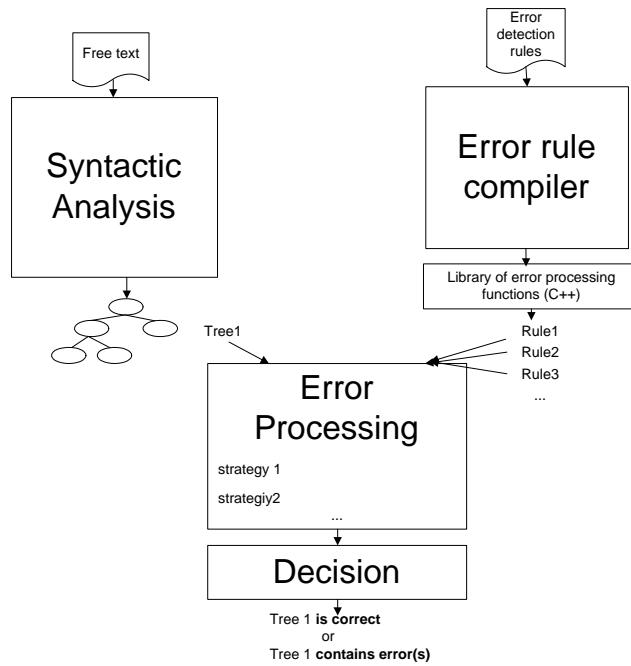 Free text
Error
detection
rules
Syntactic
Analysis
Error rule
compiler
Library of error processing
functions (C++)
Tree1
Rule1
Rule2
Rule3
...
Error
Processing
strategy 1
strategiy2
...
Decision
Tree 1 is correct
or
Tree 1 contains error(s)